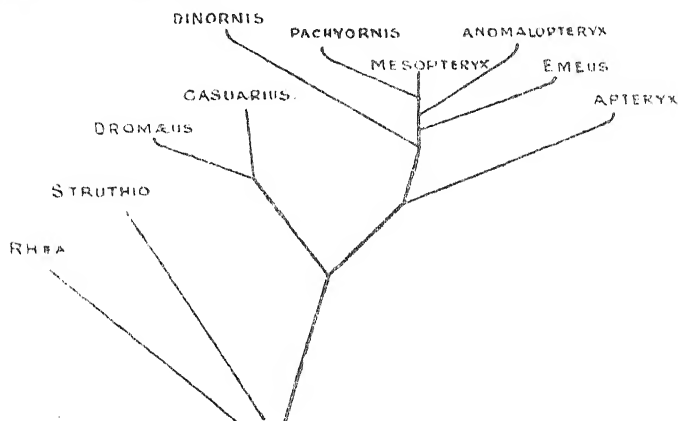 DINORNIS
PACHYORNIS
ANOMALOPTERYX
MESOPTERYX
EMEUS
CASUARIUS.
APTERYX
DROMÆUS
STRUTHIO
RHEA